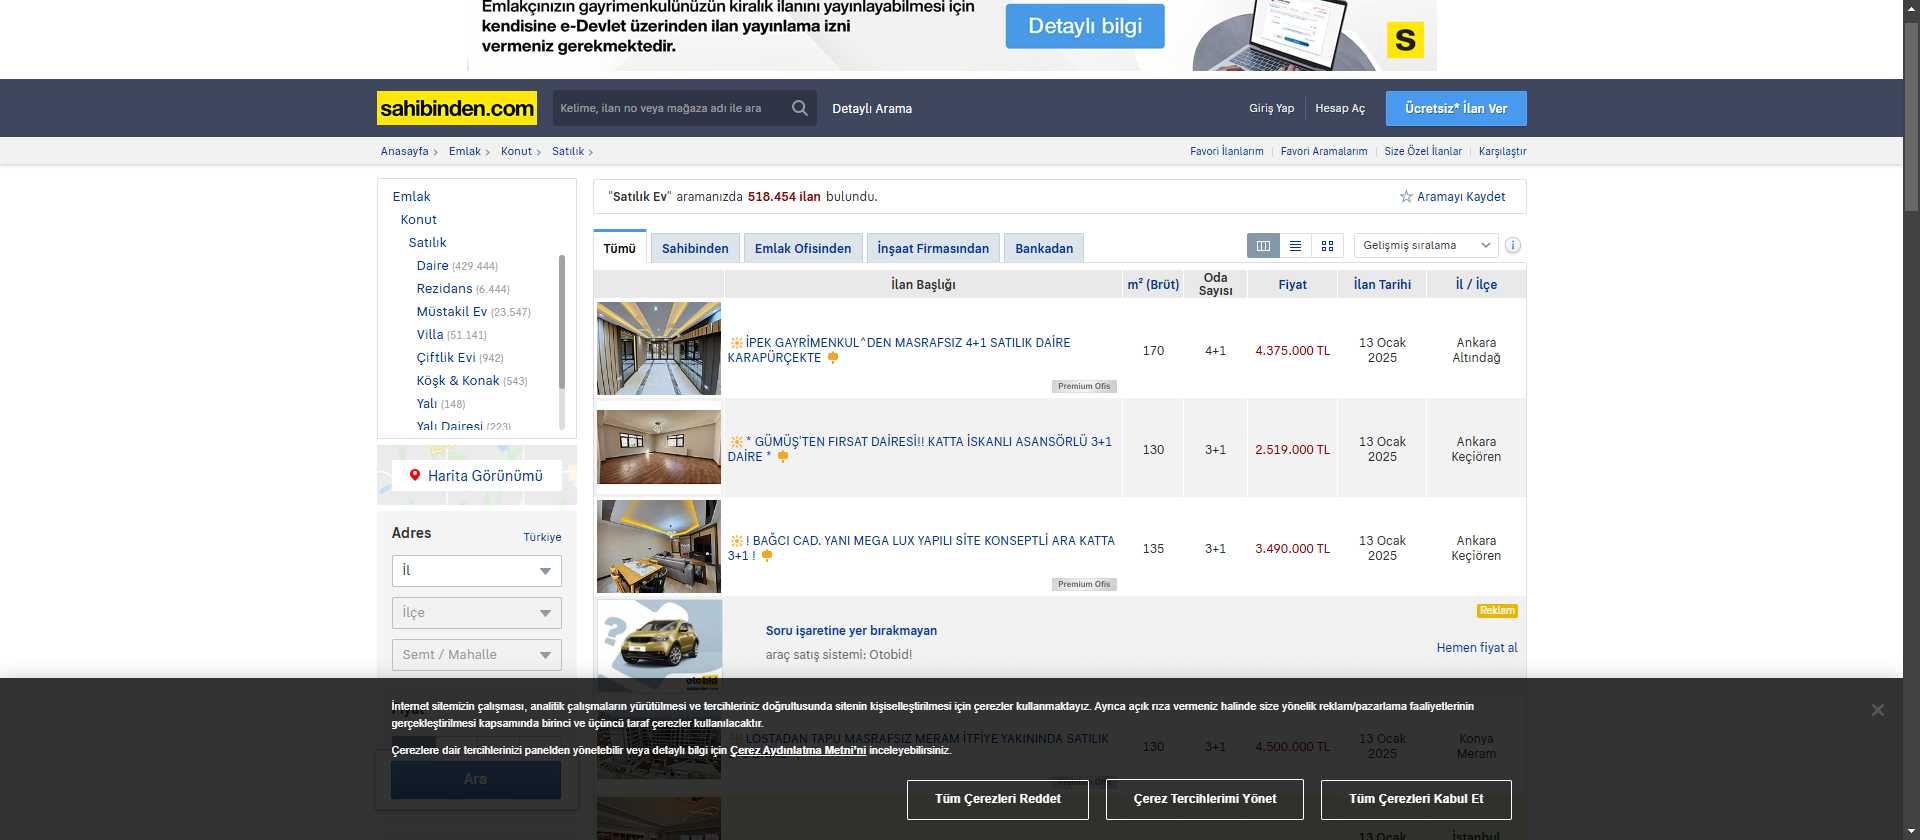 Emlakçınızın gayrimenkulünüzün kiralık ilanını yayınlayabilmesi için
kendisine e-Devlet üzerinden ilan yayınlama izni
vermeniz gerekmektedir.
Detaylı bilgi
S
sahibinden.com
Kelime, ilan no veya mağaza adı ile ara
Detaylı Arama
Giriş Yap
Hesap Aç
Ücretsiz* İlan Ver
Anasayfa > Emlak > Konut > Satılık >
Favori İlanlarım
Favori Aramalarım
Size Özel İlanlar
Karşılaştır
Emlak
Konut
Satılık
Daire (429.444)
Rezidans (6.444)
Müstakil Ev (23.547)
Villa (51.141)
Çiftlik Evi (942)
Köşk & Konak (543)
Yalı (148)
Yalı Dairesi (223)
Harita Görünümü
Adres
Türkiye
İl
İlçe
Semt / Mahalle
Ara
"Satılık Ev" aramanızda 518.454 ilan bulundu.
Aramayı Kaydet
Tümü
Sahibinden
Emlak Ofisinden
İnşaat Firmasından
Bankadan
Gelişmiş sıralama
İlan Başlığı
m² (Brüt)
Oda
Sayısı
Fiyat
İlan Tarihi
İl / İlçe
İPEK GAYRİMENKUL^DEN MASRAFSIZ 4+1 SATILIK DAİRE
KARAPÜRÇEKTE
Premium Ofis
170
4+1
4.375.000 TL
13 Ocak
2025
Ankara
Altındağ
* GÜMÜŞ'TEN FIRSAT DAİRESİ!! KATTA İSKANLI ASANSÖRLÜ 3+1
DAİRE *
130
3+1
2.519.000 TL
13 Ocak
2025
Ankara
Keçiören
! BAĞCI CAD. YANI MEGA LUX YAPILI SİTE KONSEPTLİ ARA KATTA
3+1 !
Premium Ofis
135
3+1
3.490.000 TL
13 Ocak
2025
Ankara
Keçiören
otobid
Soru işaretine yer bırakmayan
araç satış sistemi: Otobid!
Reklam
Hemen fiyat al
LOSTADAN TAPU MASRAFSIZ MERAM İTFİYE YAKININDA SATILIK
130
3+1
4.500.000 TL
13 Ocak
2025
Konya
Meram
13 Ocak
İstanbul
İnternet sitemizin çalışması, analitik çalışmaların yürütülmesi ve tercihleriniz doğrultusunda sitenin kişiselleştirilmesi için çerezler kullanmaktayız. Ayrıca açık rıza vermeniz halinde size yönelik reklam/pazarlama faaliyetlerinin
gerçekleştirilmesi kapsamında birinci ve üçüncü taraf çerezler kullanılacaktır.
Çerezlere dair tercihlerinizi panelden yönetebilir veya detaylı bilgi için Çerez Aydınlatma Metni'ni inceleyebilirsiniz.
Tüm Çerezleri Reddet
Çerez Tercihlerimi Yönet
Tüm Çerezleri Kabul Et